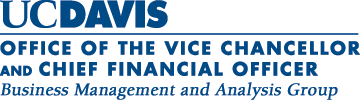 UCDAVIS
OFFICE OF THE VICE CHANCELLOR
AND CHIEF FINANCIAL OFFICER
Business Management and Analysis Group